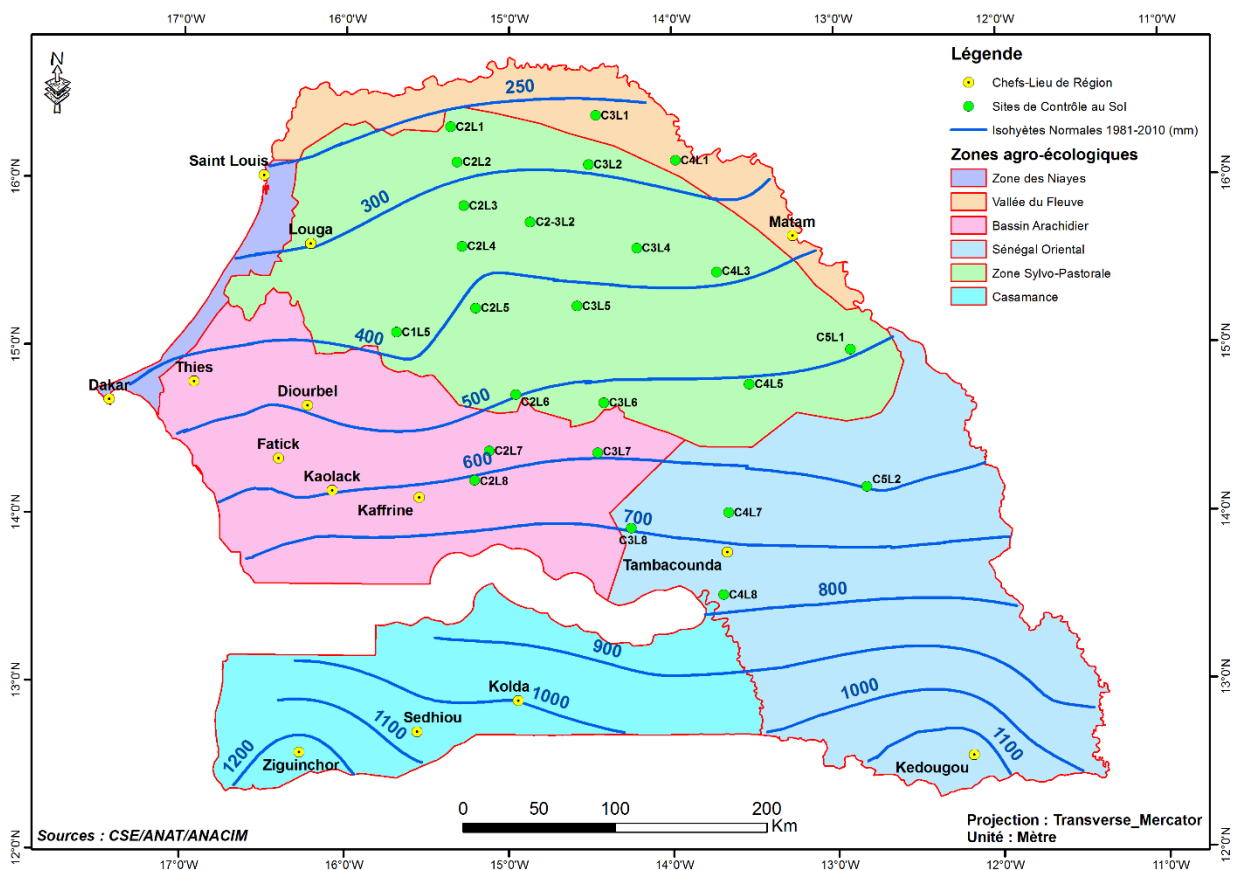 17°0'W 16°0'W 15°0'W 14°0'W 13°0'W 12°0'W 11°0'W
N
Légende
Chefs-Lieu de Région
Sites de Contrôle au Sol
Isohyètes Normales 1981-2010 (mm)
Zones agro-écologiques
Zone des Niayes
Vallée du Fleuve
Bassin Arachidier
Sénégal Oriental
Zone Sylvo-Pastorale
Casamance
250
C3L1
C2L1
Saint Louis
C2L2
C3L2
C4L1
16°0'N
16°0'N
300
C2L3
C2-3L2
Matam
Louga
C2L4
C3L4
C4L3
C2L5
C3L5
C1L5
400
C5L1
15°0'N
15°0'N
Thies
Dakar
Diourbel
500
C2L6
C3L6
C4L5
Fatick
C2L7
C3L7
600
Kaolack
C2L8
C5L2
Kaffrine
14°0'N
14°0'N
700
C4L7
C3L8
Tambacounda
C4L8
800
900
13°0'N
13°0'N
Kolda
1000
1000
Sedhiou
1100
1100
1200
Ziguinchor
Kedougou
0 50 100 200
Km
Sources : CSE/ANAT/ANACIM
Projection : Transverse_Mercator
Unité : Mètre
12°0'N
12°0'N
17°0'W 16°0'W 15°0'W 14°0'W 13°0'W 12°0'W 11°0'W